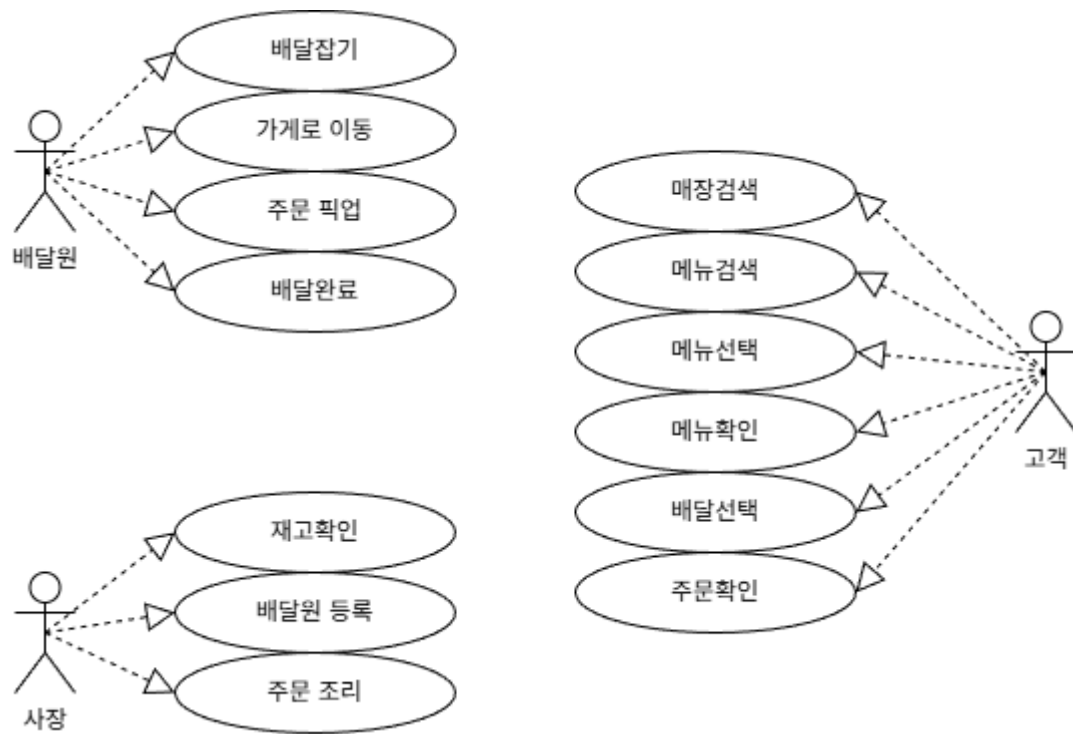 배달잡기
가게로 이동
주문 픽업
배달완료
배달원
매장검색
메뉴검색
메뉴선택
메뉴확인
배달선택
주문확인
고객
재고확인
배달원 등록
주문 조리
사장